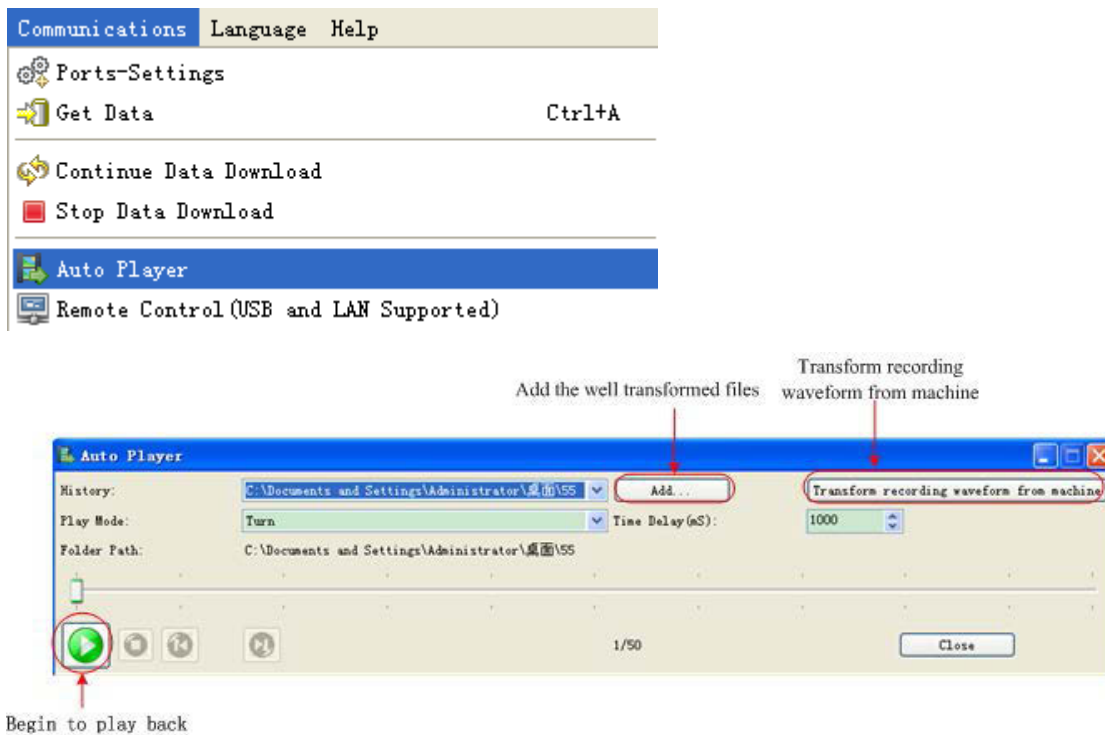 Communications Language Help
Ports-Settings
Get Data Ctrl+A
Continue Data Download
Stop Data Download
Auto Player
Remote Control(USB and LAN Supported)
Transform recording
Add the well transformed files waveform from machine
Auto Player
History: C:\Documents and Settings\Administrator\桌面\55 Add... Transform recording waveform from machine
Play Mode: Turn Time Delay(mS): 1000
Folder Path: C:\Documents and Settings\Administrator\桌面\55
1/50 Close
Begin to play back